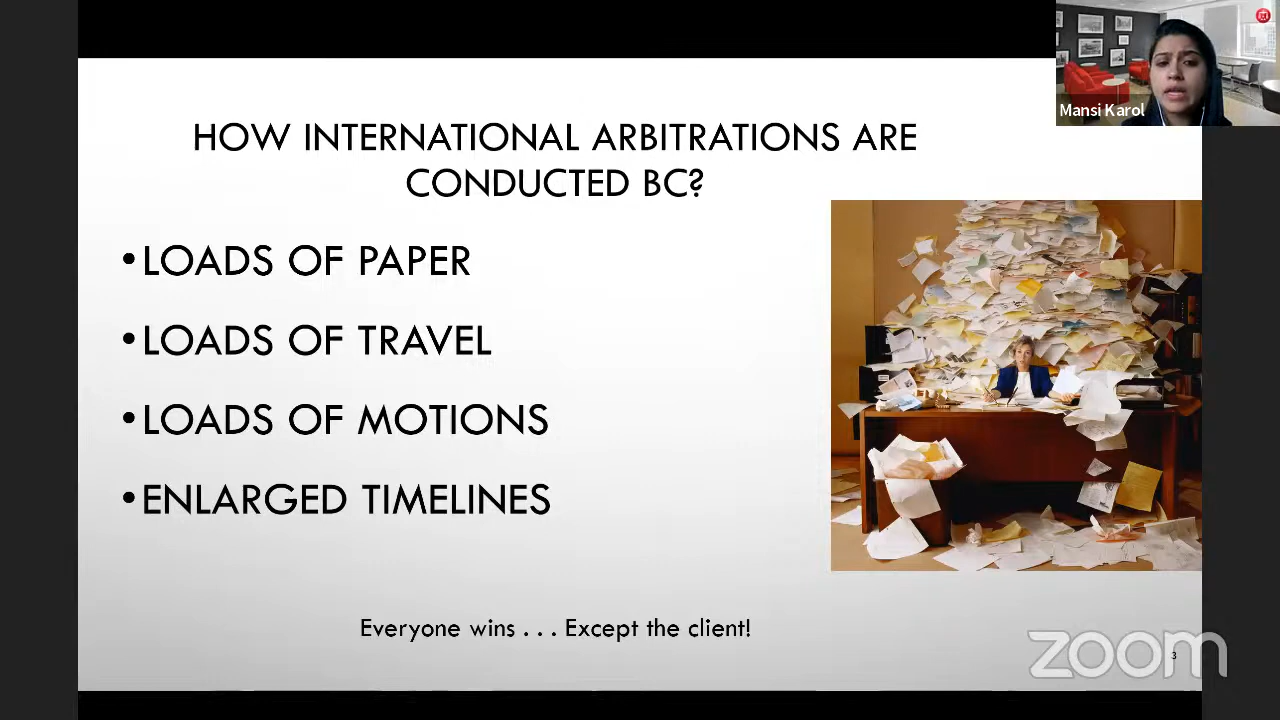 Mansi Karol
HOW INTERNATIONAL ARBITRATIONS ARE
CONDUCTED BC?
•LOADS OF PAPER
•LOADS OF TRAVEL
•LOADS OF MOTIONS
•ENLARGED TIMELINES
Everyone wins . . . Except the client!
3
zoom